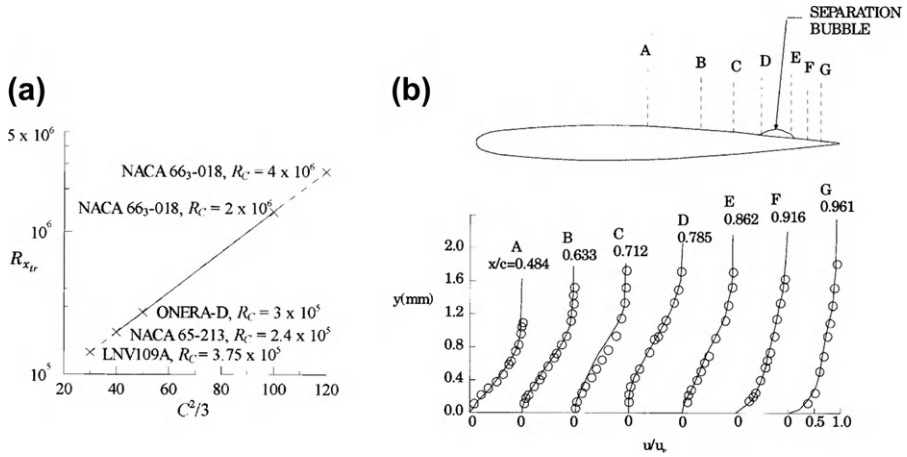 (a)
5 x 10⁶
10⁶
10⁵
R_{x_{tr}}
NACA 66₃-018, R_C = 4 x 10⁶
NACA 66₃-018, R_C = 2 x 10⁶
ONERA-D, R_C = 3 x 10⁵
NACA 65-213, R_C = 2.4 x 10⁵
LNV109A, R_C = 3.75 x 10⁵
20 40 60 80 100 120
C²/3
(b)
SEPARATION
BUBBLE
A B C D E F G
A
x/c=0.484
B
0.633
C
0.712
D
0.785
E
0.862
F
0.916
G
0.961
y(mm)
2.0
1.6
1.2
0.8
0.4
0.0
0 0 0 0 0 0 0 0.5 1.0